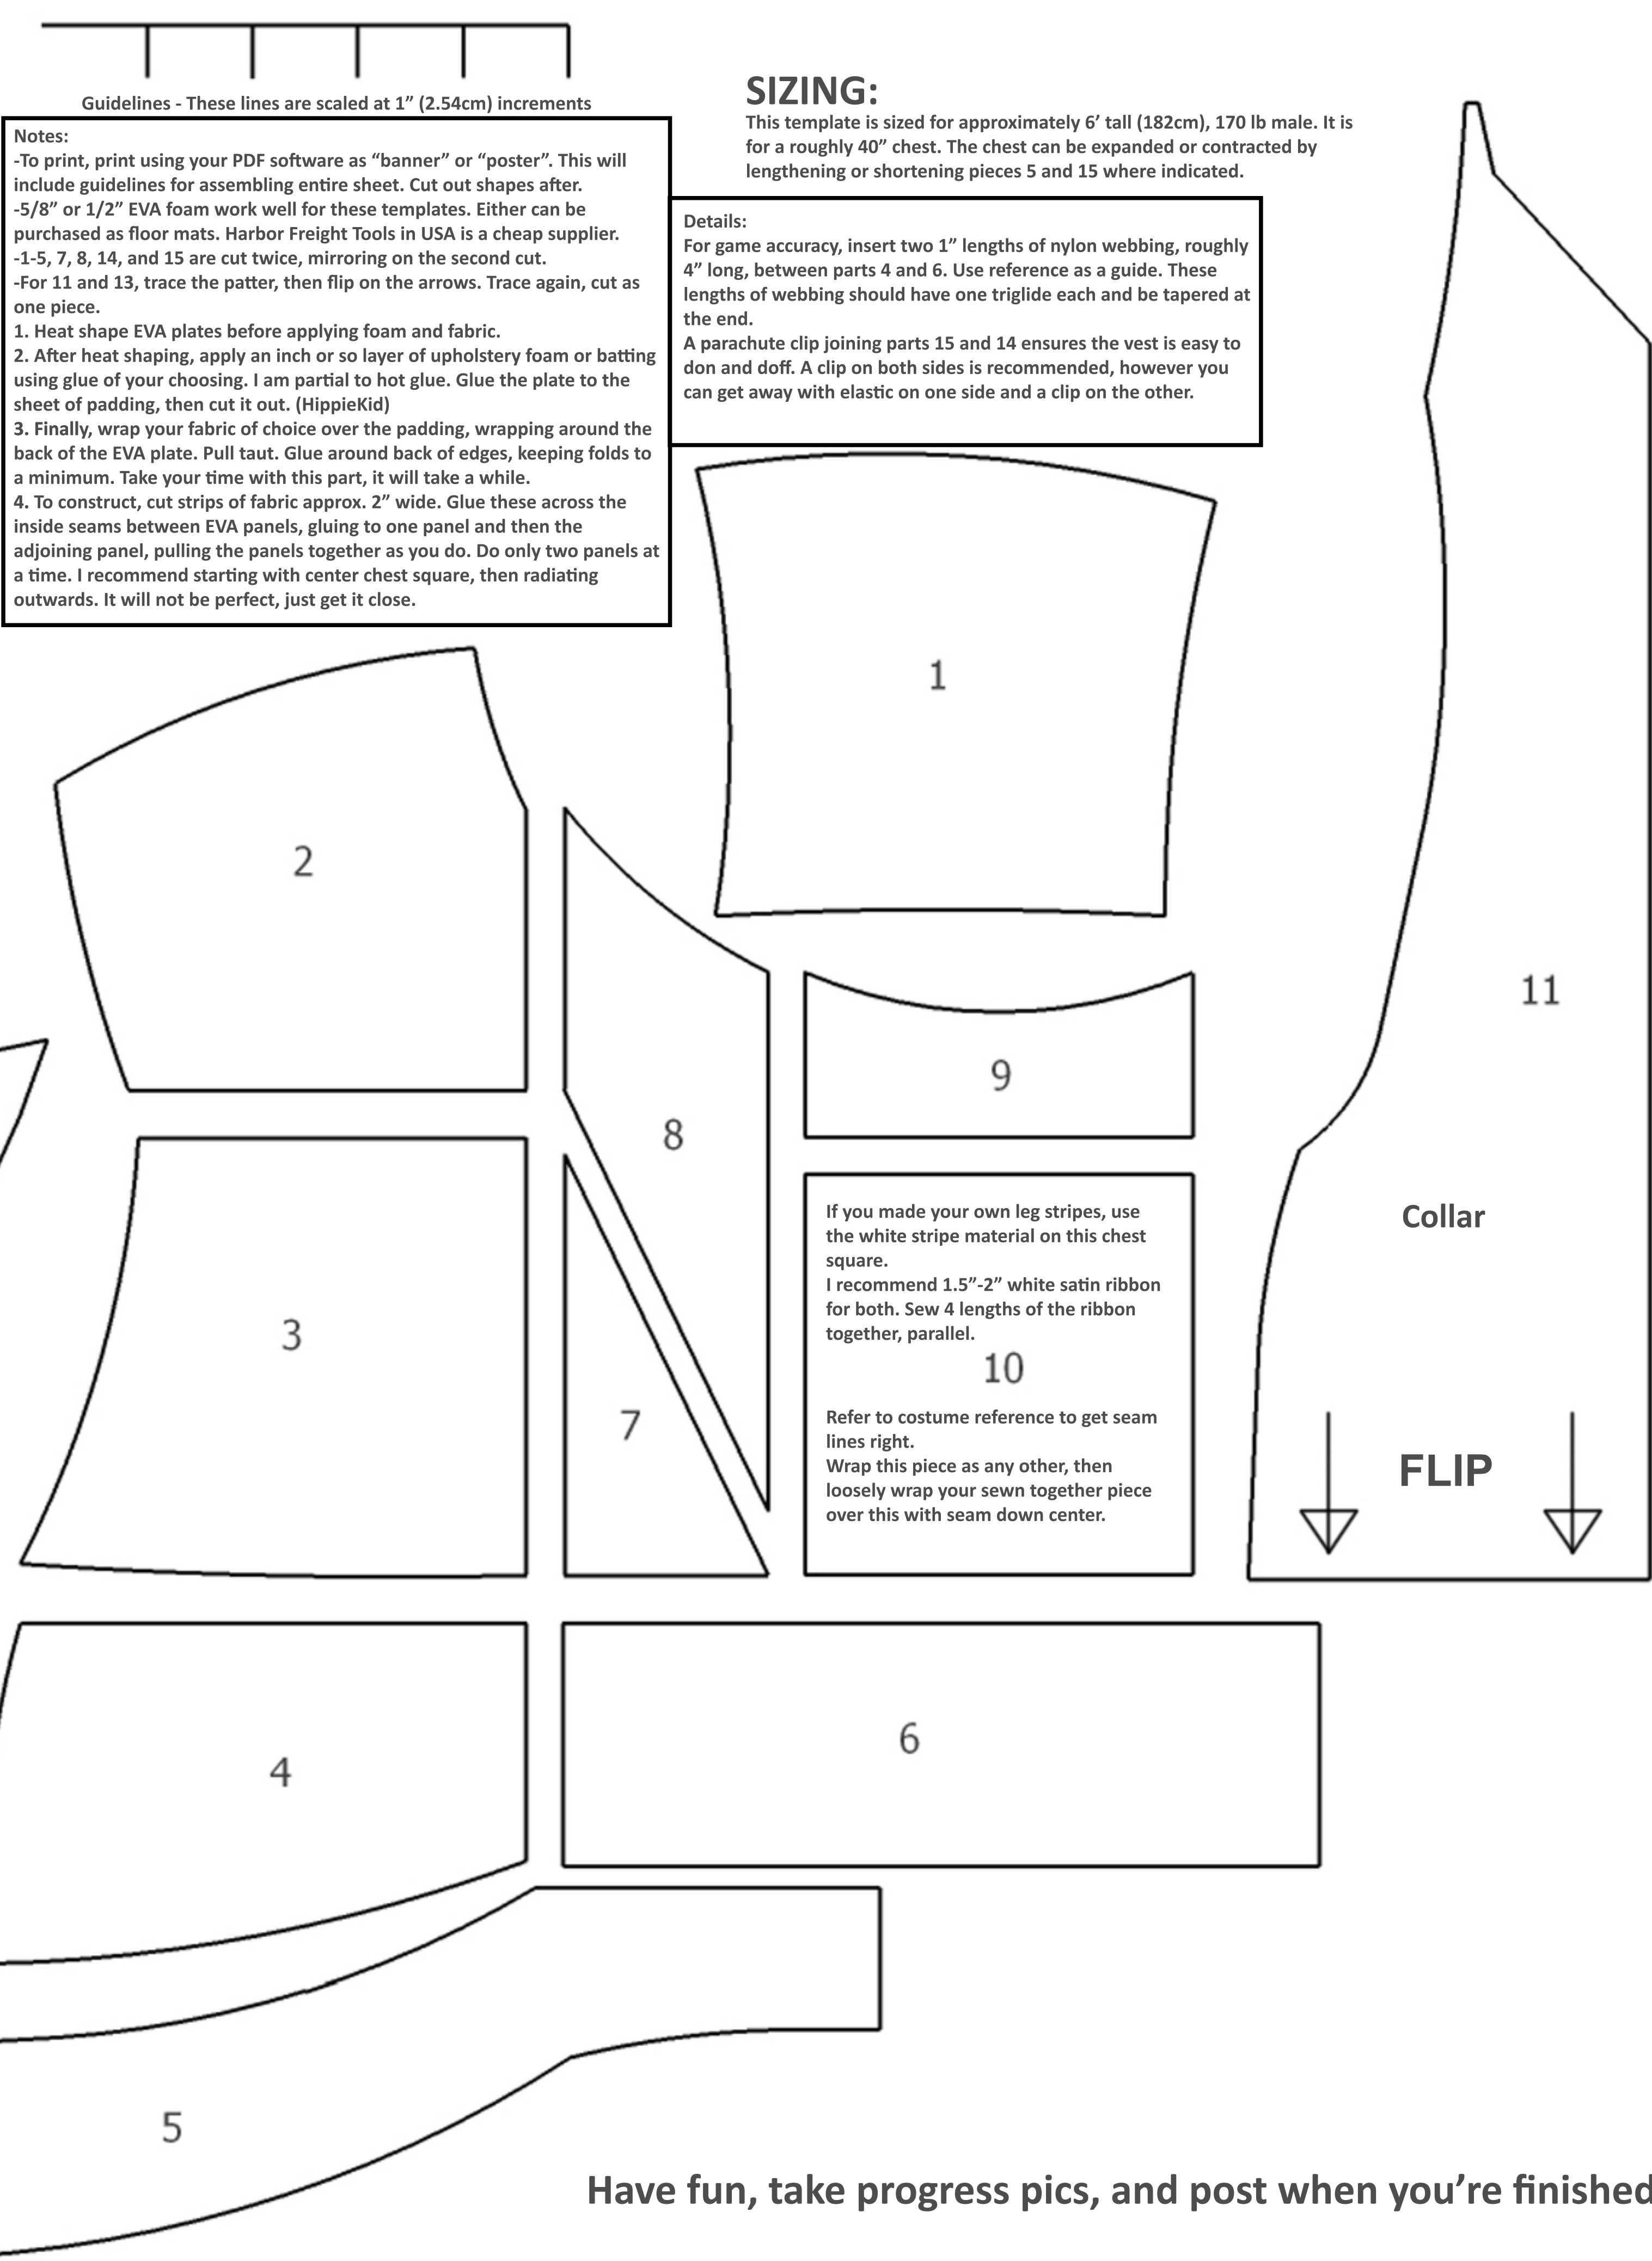 Guidelines - These lines are scaled at 1” (2.54cm) increments
Notes:
-To print, print using your PDF software as “banner” or “poster”. This will
include guidelines for assembling entire sheet. Cut out shapes after.
-5/8” or 1/2” EVA foam work well for these templates. Either can be
purchased as floor mats. Harbor Freight Tools in USA is a cheap supplier.
-1-5, 7, 8, 14, and 15 are cut twice, mirroring on the second cut.
-For 11 and 13, trace the patter, then flip on the arrows. Trace again, cut as
one piece.
1. Heat shape EVA plates before applying foam and fabric.
2. After heat shaping, apply an inch or so layer of upholstery foam or batting
using glue of your choosing. I am partial to hot glue. Glue the plate to the
sheet of padding, then cut it out. (HippieKid)
3. Finally, wrap your fabric of choice over the padding, wrapping around the
back of the EVA plate. Pull taut. Glue around back of edges, keeping folds to
a minimum. Take your time with this part, it will take a while.
4. To construct, cut strips of fabric approx. 2” wide. Glue these across the
inside seams between EVA panels, gluing to one panel and then the
adjoining panel, pulling the panels together as you do. Do only two panels at
a time. I recommend starting with center chest square, then radiating
outwards. It will not be perfect, just get it close.
SIZING:
This template is sized for approximately 6’ tall (182cm), 170 lb male. It is
for a roughly 40” chest. The chest can be expanded or contracted by
lengthening or shortening pieces 5 and 15 where indicated.
Details:
For game accuracy, insert two 1” lengths of nylon webbing, roughly
4” long, between parts 4 and 6. Use reference as a guide. These
lengths of webbing should have one triglide each and be tapered at
the end.
A parachute clip joining parts 15 and 14 ensures the vest is easy to
don and doff. A clip on both sides is recommended, however you
can get away with elastic on one side and a clip on the other.
1
2
11
9
8
Collar
If you made your own leg stripes, use
the white stripe material on this chest
square.
I recommend 1.5”-2” white satin ribbon
for both. Sew 4 lengths of the ribbon
together, parallel.
3
10
7
Refer to costume reference to get seam
lines right.
Wrap this piece as any other, then
loosely wrap your sewn together piece
over this with seam down center.
FLIP
6
4
5
Have fun, take progress pics, and post when you’re finished